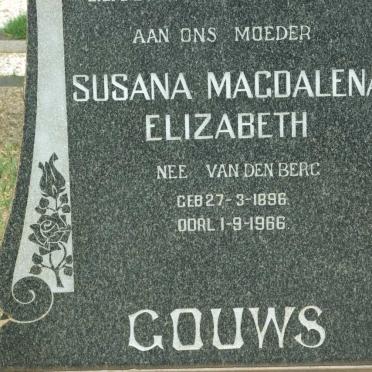 AAN ONS MOEDER
SUSANA MAGDALENA
ELIZABETH
NEE VAN DEN BERG
GEB 27-3-1896.
OORL 1-9-1966.
GOUWS